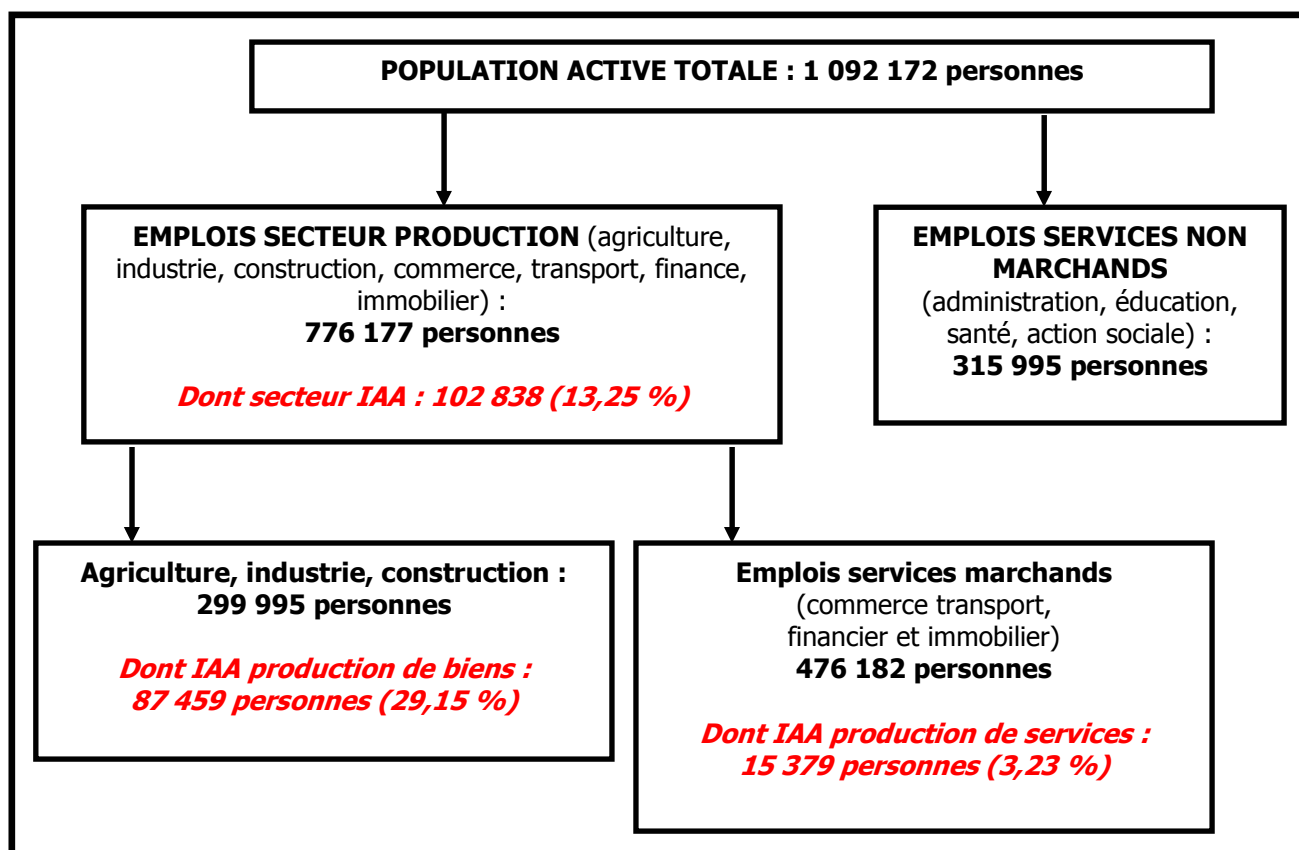 POPULATION ACTIVE TOTALE : 1 092 172 personnes
EMPLOIS SECTEUR PRODUCTION (agriculture,
industrie, construction, commerce, transport, finance,
immobilier) :
776 177 personnes
Dont secteur IAA : 102 838 (13,25 %)
EMPLOIS SERVICES NON
MARCHANDS
(administration, éducation,
santé, action sociale) :
315 995 personnes
Agriculture, industrie, construction :
299 995 personnes
Dont IAA production de biens :
87 459 personnes (29,15 %)
Emplois services marchands
(commerce transport,
financier et immobilier)
476 182 personnes
Dont IAA production de services :
15 379 personnes (3,23 %)